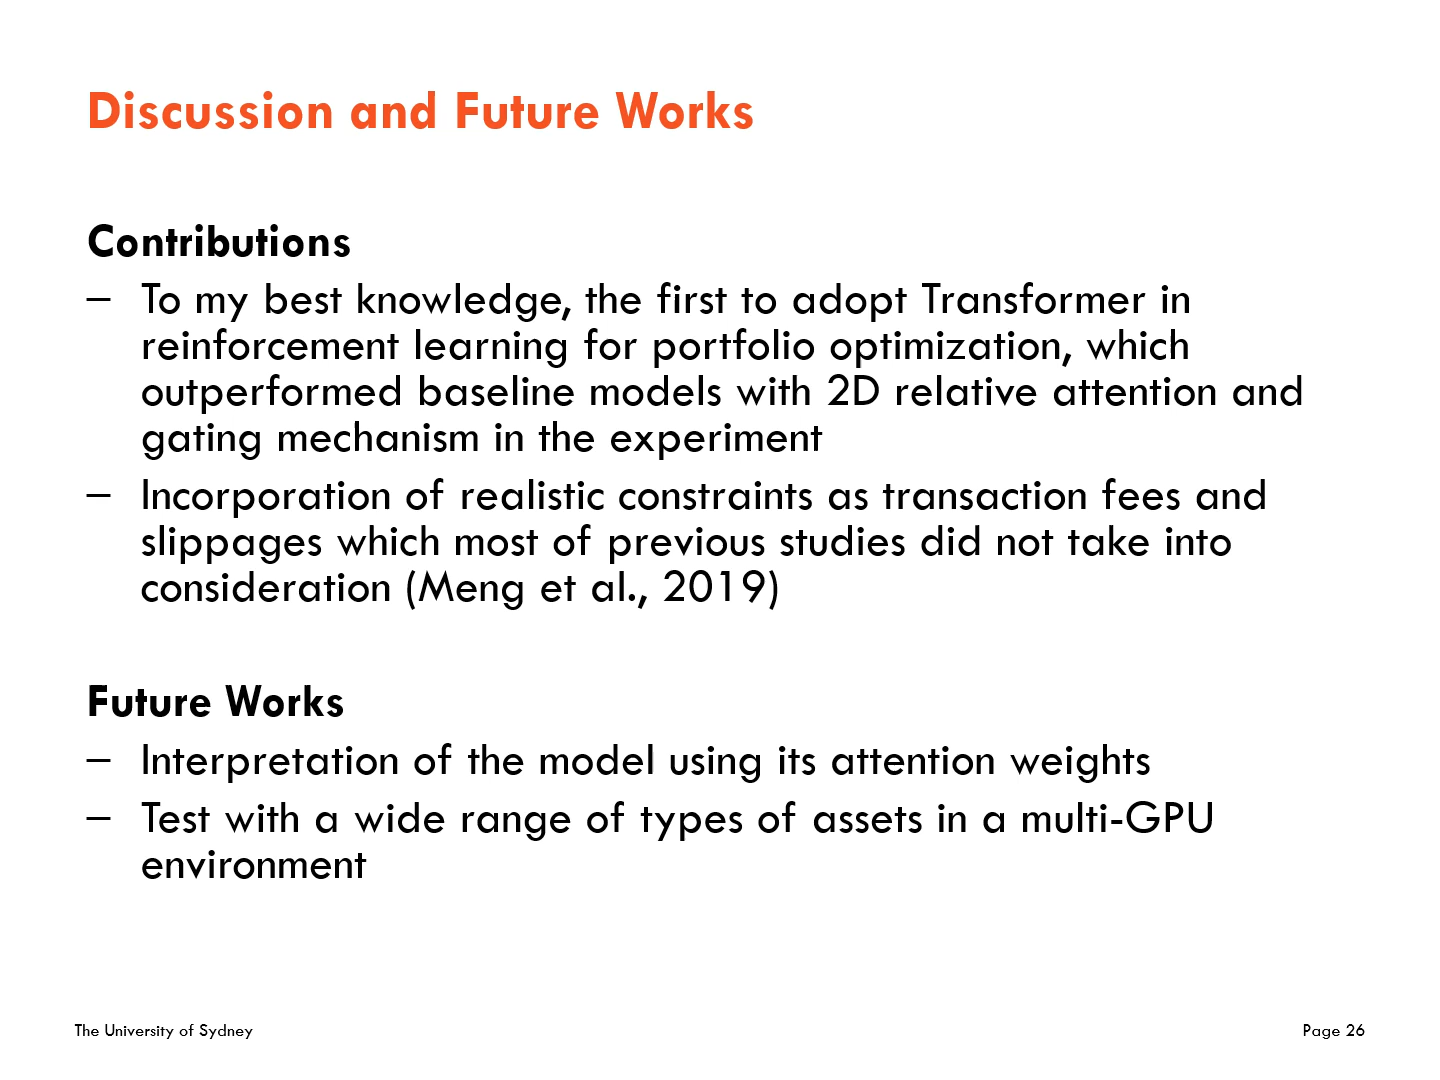 Discussion and Future Works
Contributions
– To my best knowledge, the first to adopt Transformer in
reinforcement learning for portfolio optimization, which
outperformed baseline models with 2D relative attention and
gating mechanism in the experiment
– Incorporation of realistic constraints as transaction fees and
slippages which most of previous studies did not take into
consideration (Meng et al., 2019)
Future Works
– Interpretation of the model using its attention weights
– Test with a wide range of types of assets in a multi-GPU
environment
The University of Sydney
Page 26